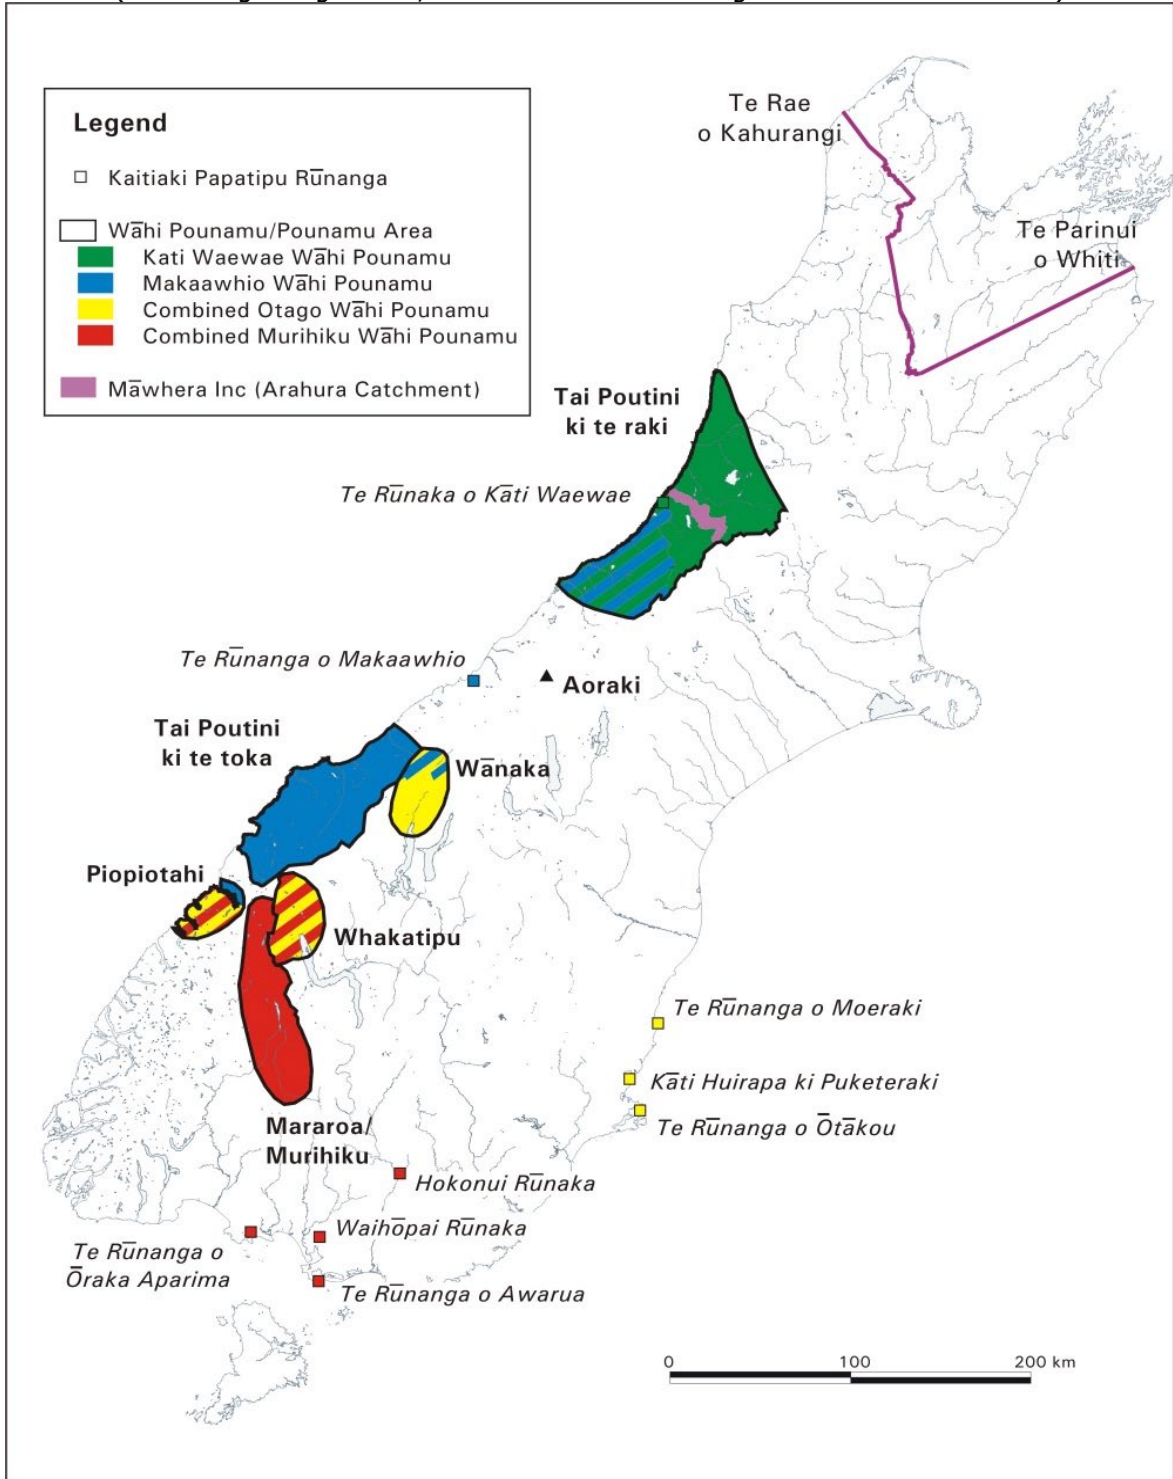 Legend
Kaitiaki Papatipu Rūnanga
Wāhi Pounamu/Pounamu Area
Kati Waewae Wāhi Pounamu
Makaawhio Wāhi Pounamu
Combined Otago Wāhi Pounamu
Combined Murihiku Wāhi Pounamu
Māwhera Inc (Arahura Catchment)
Te Rae
o Kahurangi
Te Parinui
o Whiti
Tai Poutini
ki te raki
Te Rūnaka o Kāti Waewae
Te Rūnanga o Makaawhio
Aoraki
Tai Poutini
ki te toka
Wānaka
Piopiotahi
Whakatipu
Te Rūnanga o Moeraki
Kāti Huirapa ki Puketeraki
Te Rūnanga o Ōtākou
Mararoa/
Murihiku
Hokonui Rūnaka
Waihōpai Rūnaka
Te Rūnanga o
Ōraka Aparima
Te Rūnanga o Awarua
0 100 200 km